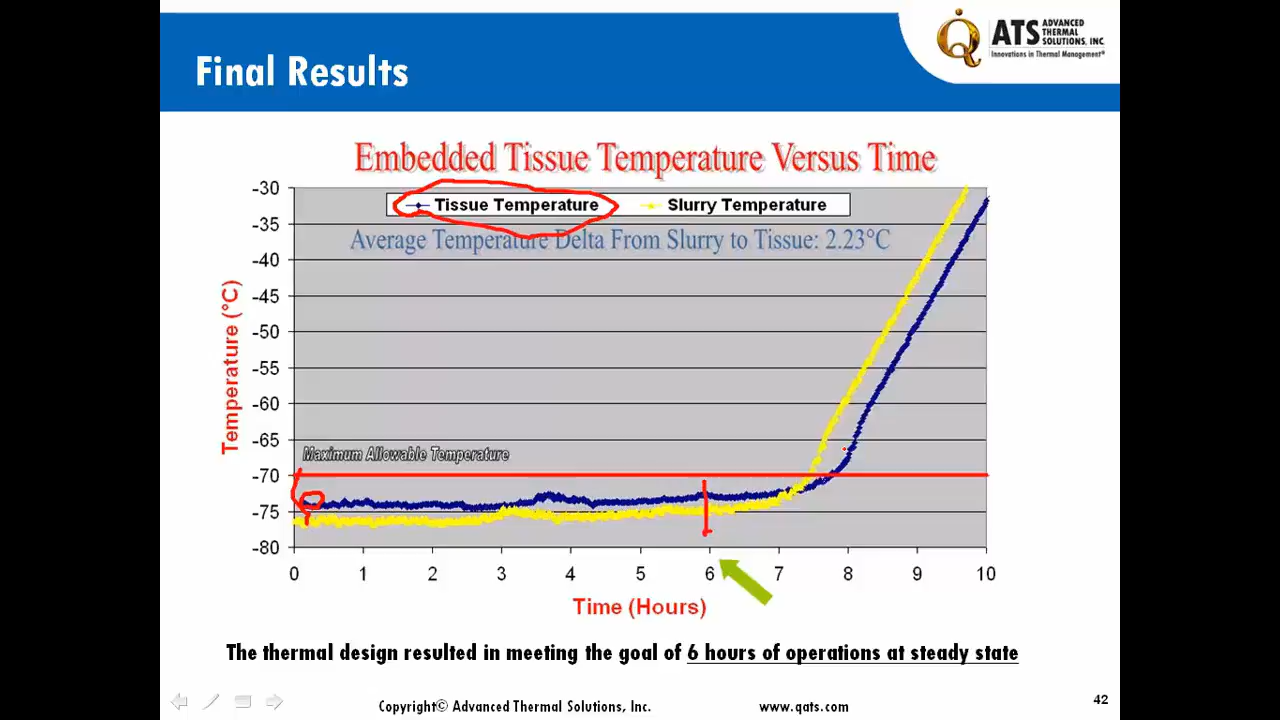 Final Results
ATS ADVANCED THERMAL SOLUTIONS, INC.
Innovations in Thermal Management®
Embedded Tissue Temperature Versus Time
Tissue Temperature Slurry Temperature
Average Temperature Delta From Slurry to Tissue: 2.23°C
Temperature (°C)
-30
-35
-40
-45
-50
-55
-60
-65
Maximum Allowable Temperature
-70
-75
-80
0 1 2 3 4 5 6 7 8 9 10
Time (Hours)
The thermal design resulted in meeting the goal of 6 hours of operations at steady state
Copyright© Advanced Thermal Solutions, Inc. www.qats.com 42